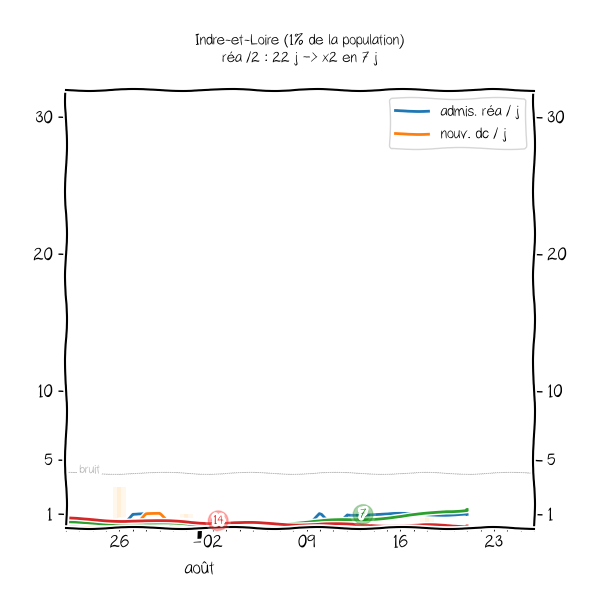 Indre-et-Loire (1% de la population)
réa /2 : 22 j -> x2 en 7 j
admis. réa / j
nouv. dc / j
30
30
20
20
10
10
5
5
bruit
1
1
14
7
26
02
09
16
23
août